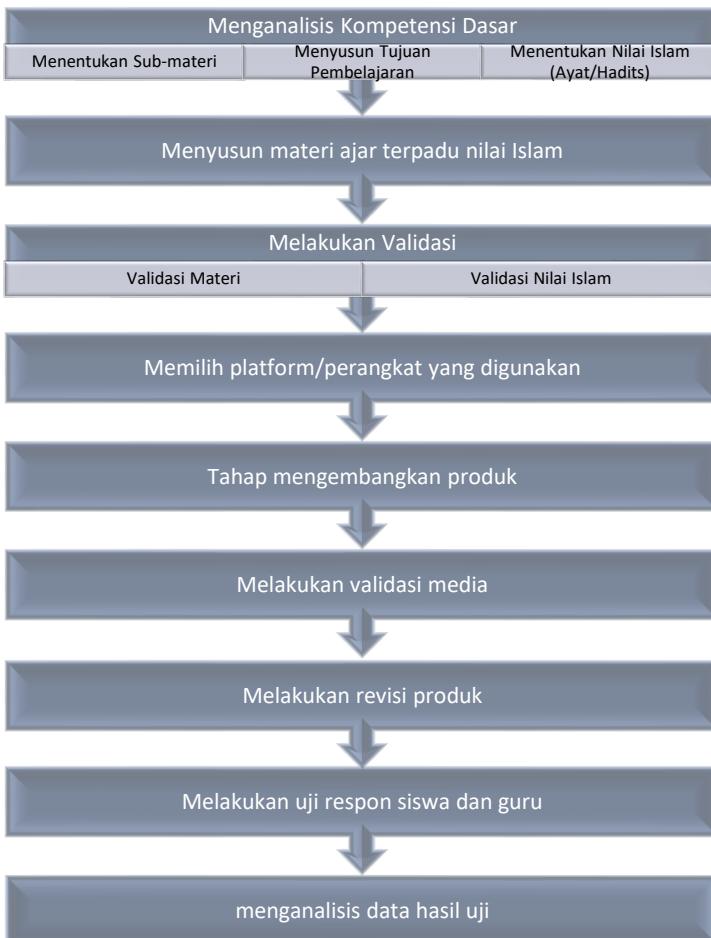 Menganalisis Kompetensi Dasar
Menentukan Sub-materi
Menyusun Tujuan
Pembelajaran
Menentukan Nilai Islam
(Ayat/Hadits)
Menyusun materi ajar terpadu nilai Islam
Melakukan Validasi
Validasi Materi
Validasi Nilai Islam
Memilih platform/perangkat yang digunakan
Tahap mengembangkan produk
Melakukan validasi media
Melakukan revisi produk
Melakukan uji respon siswa dan guru
menganalisis data hasil uji